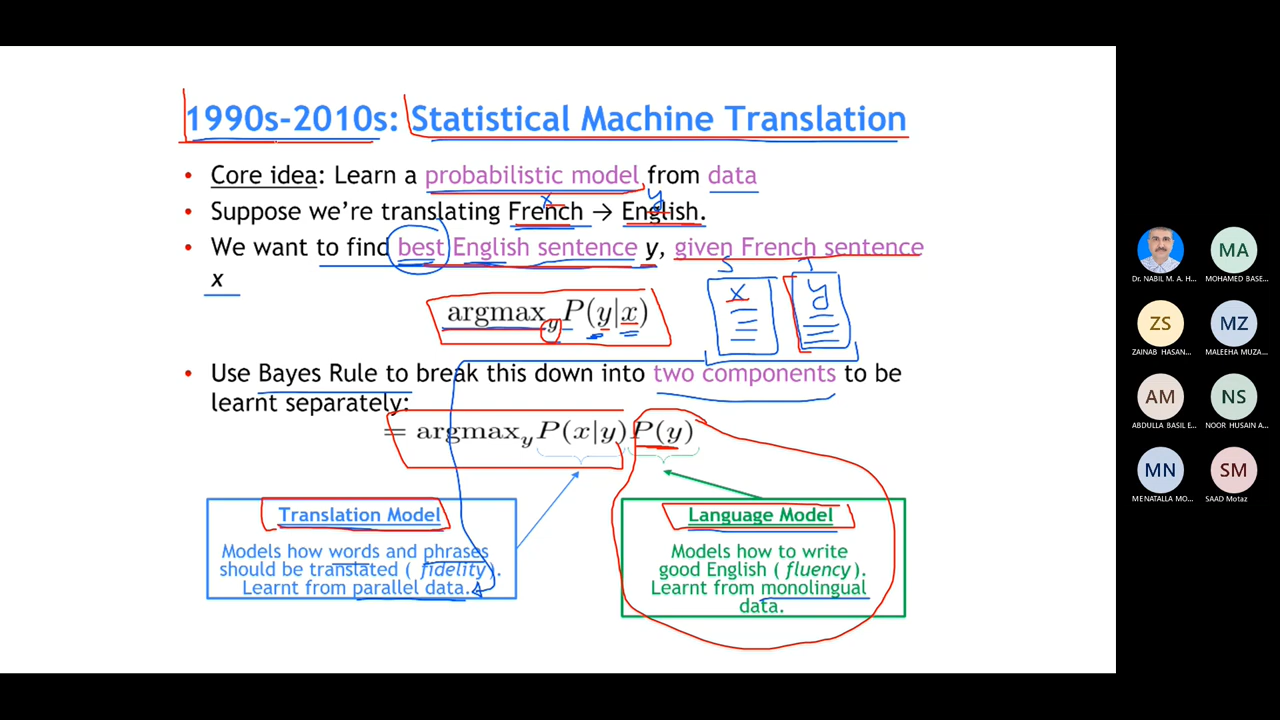 1990s-2010s: Statistical Machine Translation
• Core idea: Learn a probabilistic model from data
x y
• Suppose we're translating French → English.
• We want to find best English sentence y, given French sentence
x
argmax_y P(y|x)
x y
• Use Bayes Rule to break this down into two components to be
learnt separately:
= argmax_y P(x|y) P(y)
Translation Model
Models how words and phrases
should be translated ( fidelity ).
Learnt from parallel data.
Language Model
Models how to write
good English ( fluency ).
Learnt from monolingual
data.
Dr. NABIL M. A. H...
MA
MOHAMED BASE...
ZS
ZAINAB HASAN...
MZ
MALEEHA MUZA...
AM
ABDULLA BASIL E...
NS
NOOR HUSAIN A...
MN
MENATALLA MO...
SM
SAAD Motaz